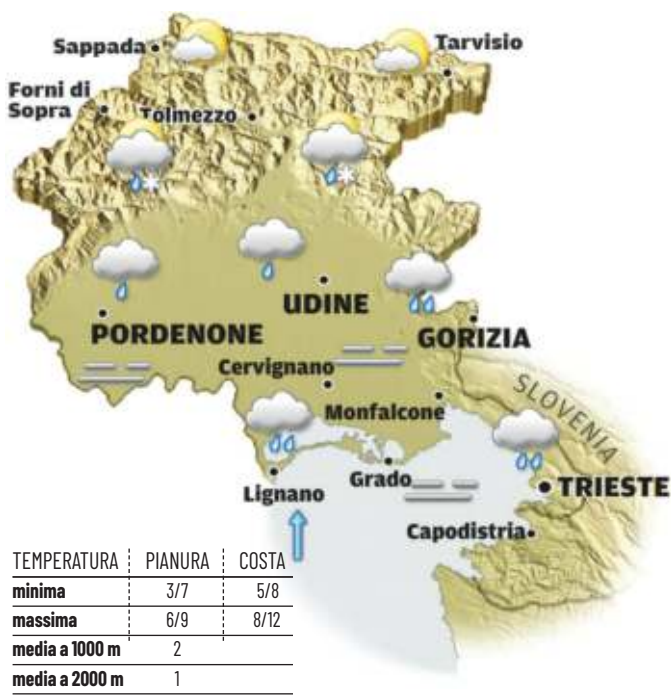 Sappada
Tarvisio
Forni di
Sopra
Tolmezzo
UDINE
PORDENONE
GORIZIA
Cervignano
SLOVENIA
Monfalcone
Grado
TRIESTE
Lignano
Capodistria
TEMPERATURA PIANURA COSTA
minima 3/7 5/8
massima 6/9 8/12
media a 1000 m 2
media a 2000 m 1